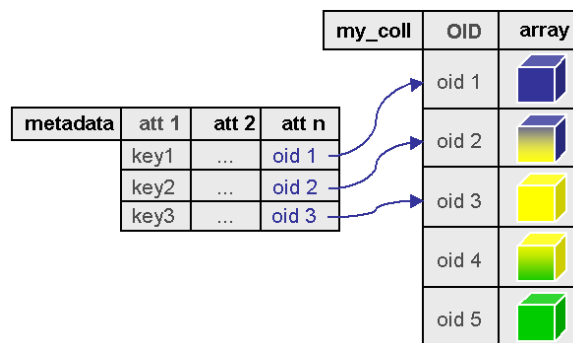 my_coll OID array
oid 1
oid 2
oid 3
oid 4
oid 5
metadata att 1 att 2 att n
key1 ... oid 1
key2 ... oid 2
key3 ... oid 3